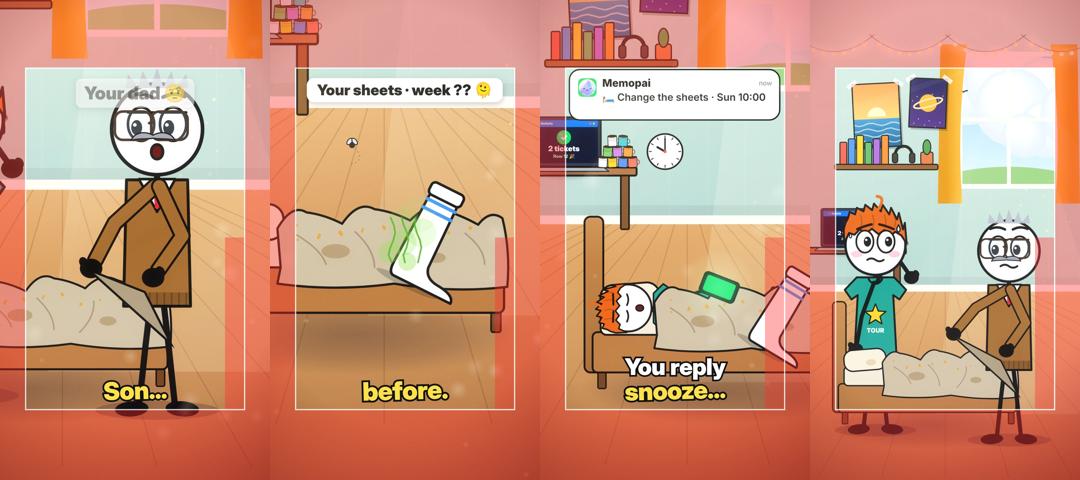 Your dad 🥲
Son...
Your sheets · week ?? 🫠
before.
Memopai
now
🛏️ Change the sheets · Sun 10:00
2 tickets
You reply
snooze...
2
TOUR